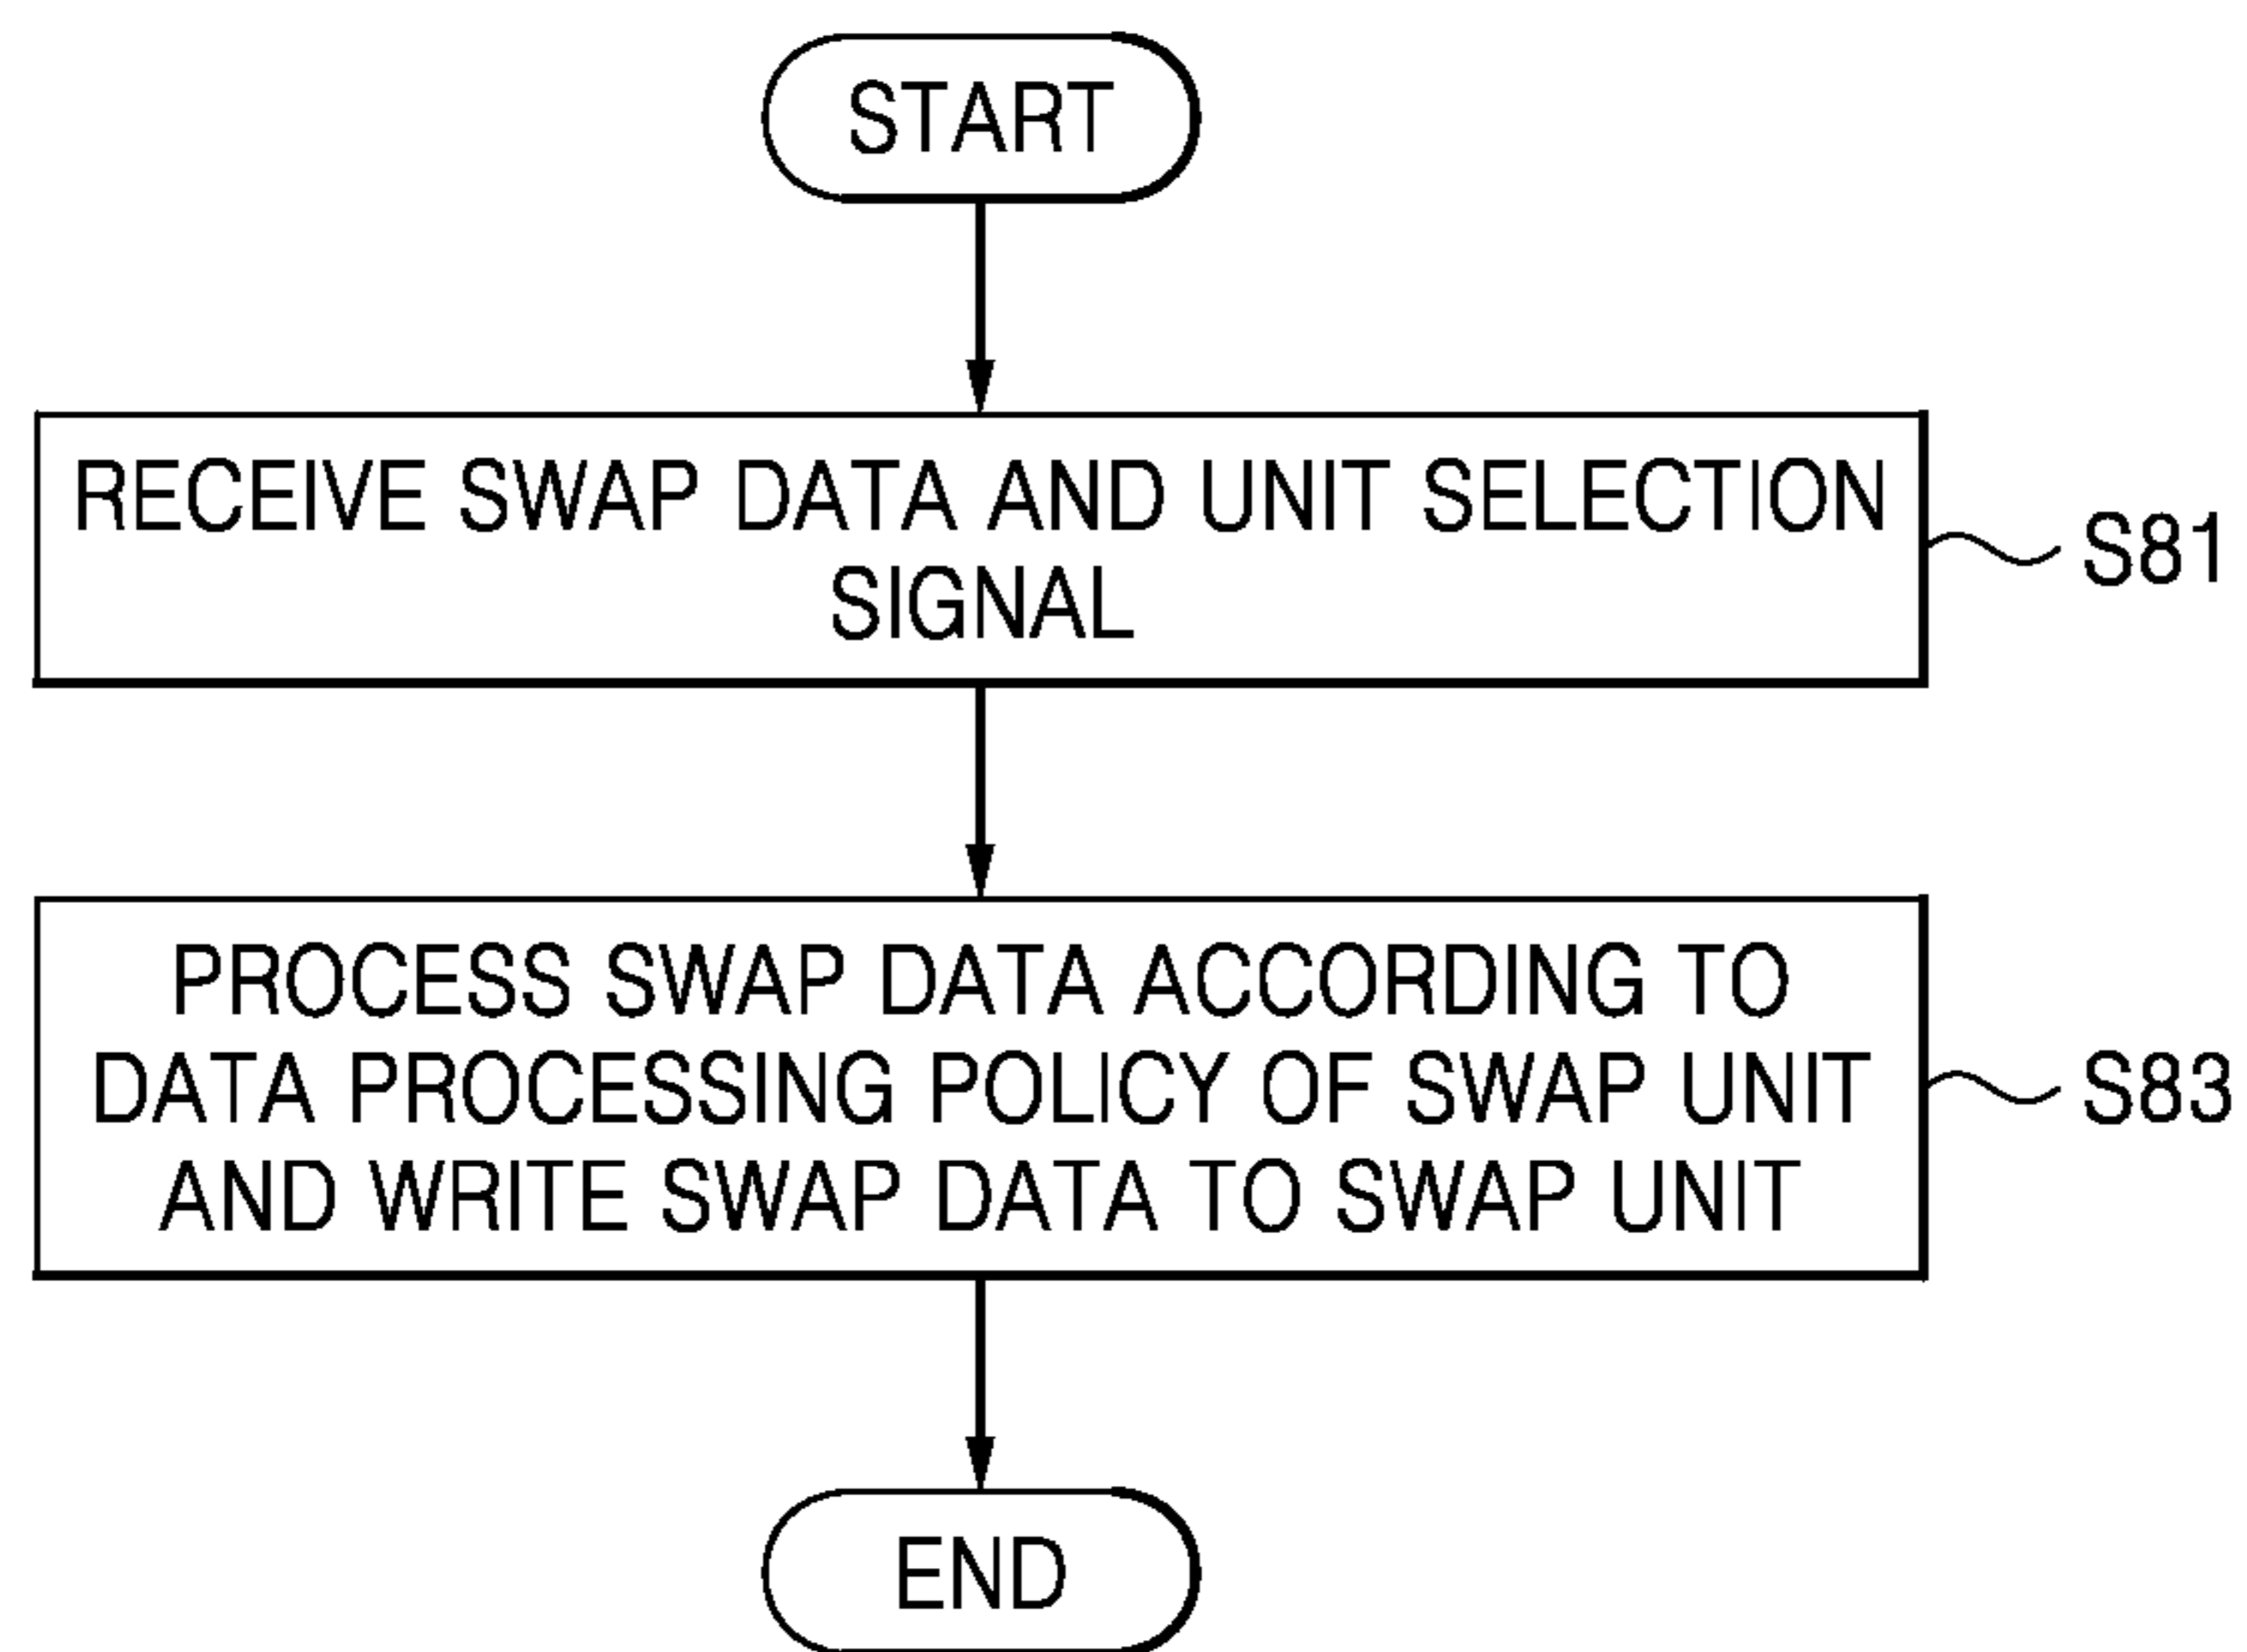 START
RECEIVE SWAP DATA AND UNIT SELECTION
SIGNAL
S81
PROCESS SWAP DATA ACCORDING TO
DATA PROCESSING POLICY OF SWAP UNIT
AND WRITE SWAP DATA TO SWAP UNIT
S83
END